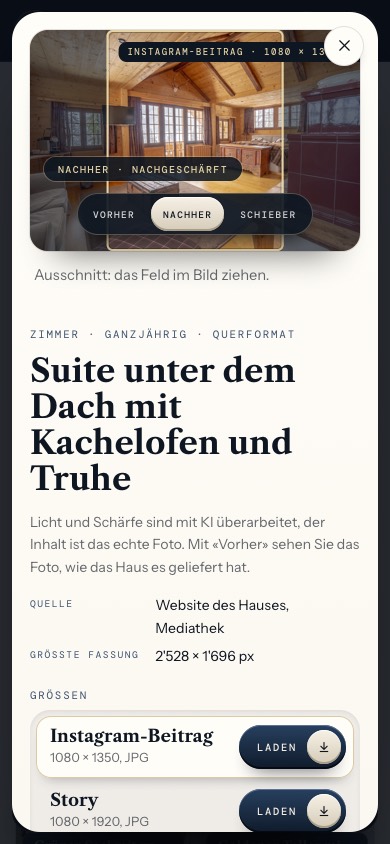 INSTAGRAM-BEITRAG · 1080 × 13
NACHHER · NACHGESCHÄRFT
VORHER NACHHER SCHIEBER
Ausschnitt: das Feld im Bild ziehen.
ZIMMER · GANZJÄHRIG · QUERFORMAT
Suite unter dem
Dach mit
Kachelofen und
Truhe
Licht und Schärfe sind mit KI überarbeitet, der
Inhalt ist das echte Foto. Mit «Vorher» sehen Sie das
Foto, wie das Haus es geliefert hat.
QUELLE Website des Hauses,
Mediathek
GRÖSSTE FASSUNG 2'528 × 1'696 px
GRÖSSEN
Instagram-Beitrag
1080 × 1350, JPG
LADEN
Story
1080 × 1920, JPG
LADEN